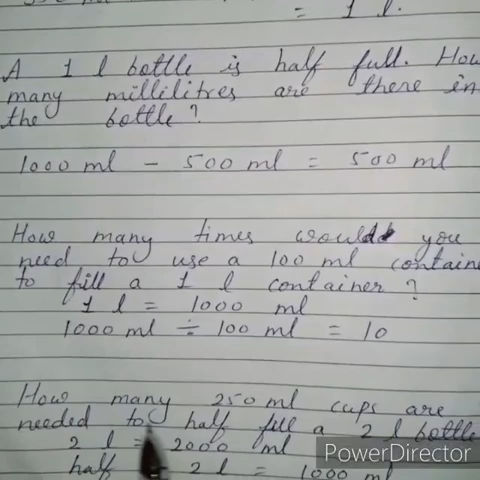 = 1 l.
A 1 l bottle is half full. How
many millilitres are there in
the bottle?
1000 ml - 500 ml = 500 ml
How many times would you
need to use a 100 ml containe
to fill a 1 l container?
1 l = 1000 ml
1000 ml ÷ 100 ml = 10
How many 250 ml cups are
needed to half fill a 2 l bottle
2 l = 2000 ml
half 2 l = 1000 ml
PowerDirector